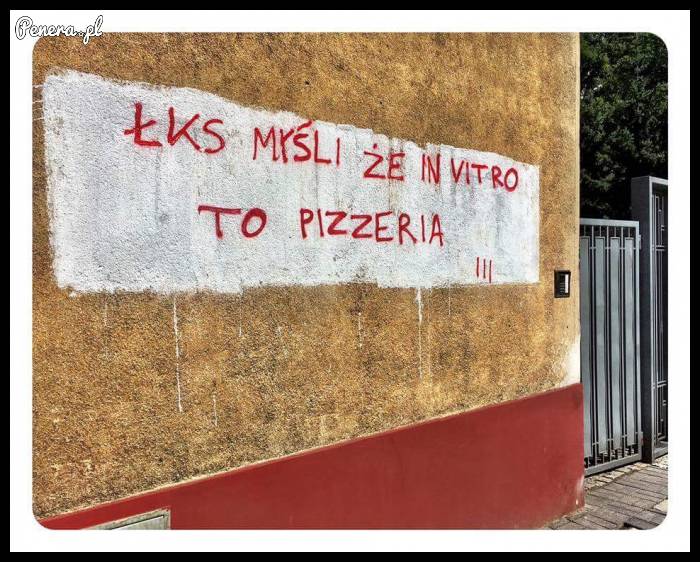 Penera.pl
ŁKS MYŚLI ŻE IN VITRO
TO PIZZERIA
!!!